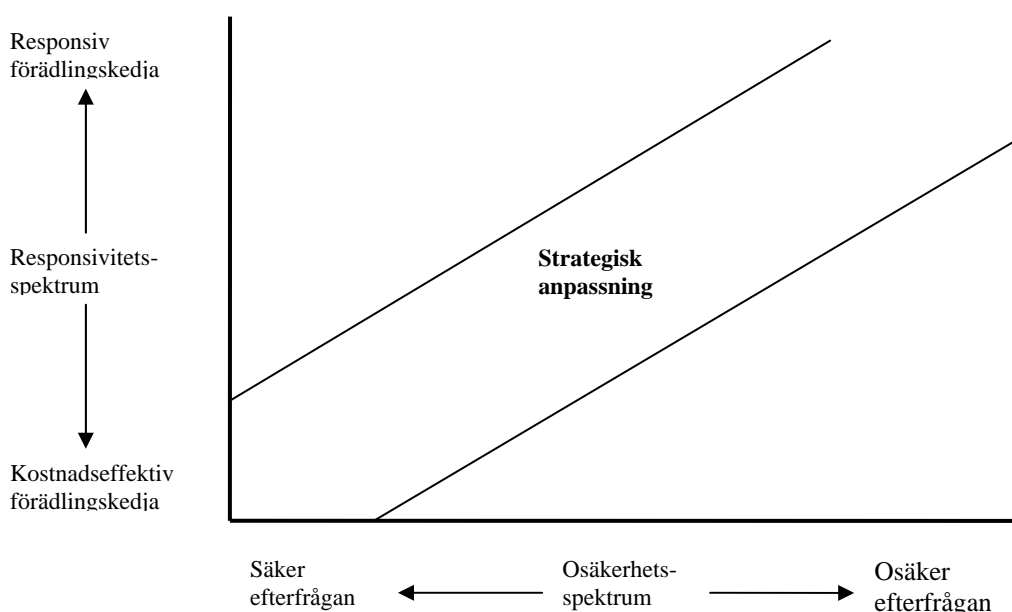 Responsiv
förädlingskedja
Responsivitets-
spektrum
Strategisk
anpassning
Kostnadseffektiv
förädlingskedja
Säker
efterfrågan
Osäkerhets-
spektrum
Osäker
efterfrågan